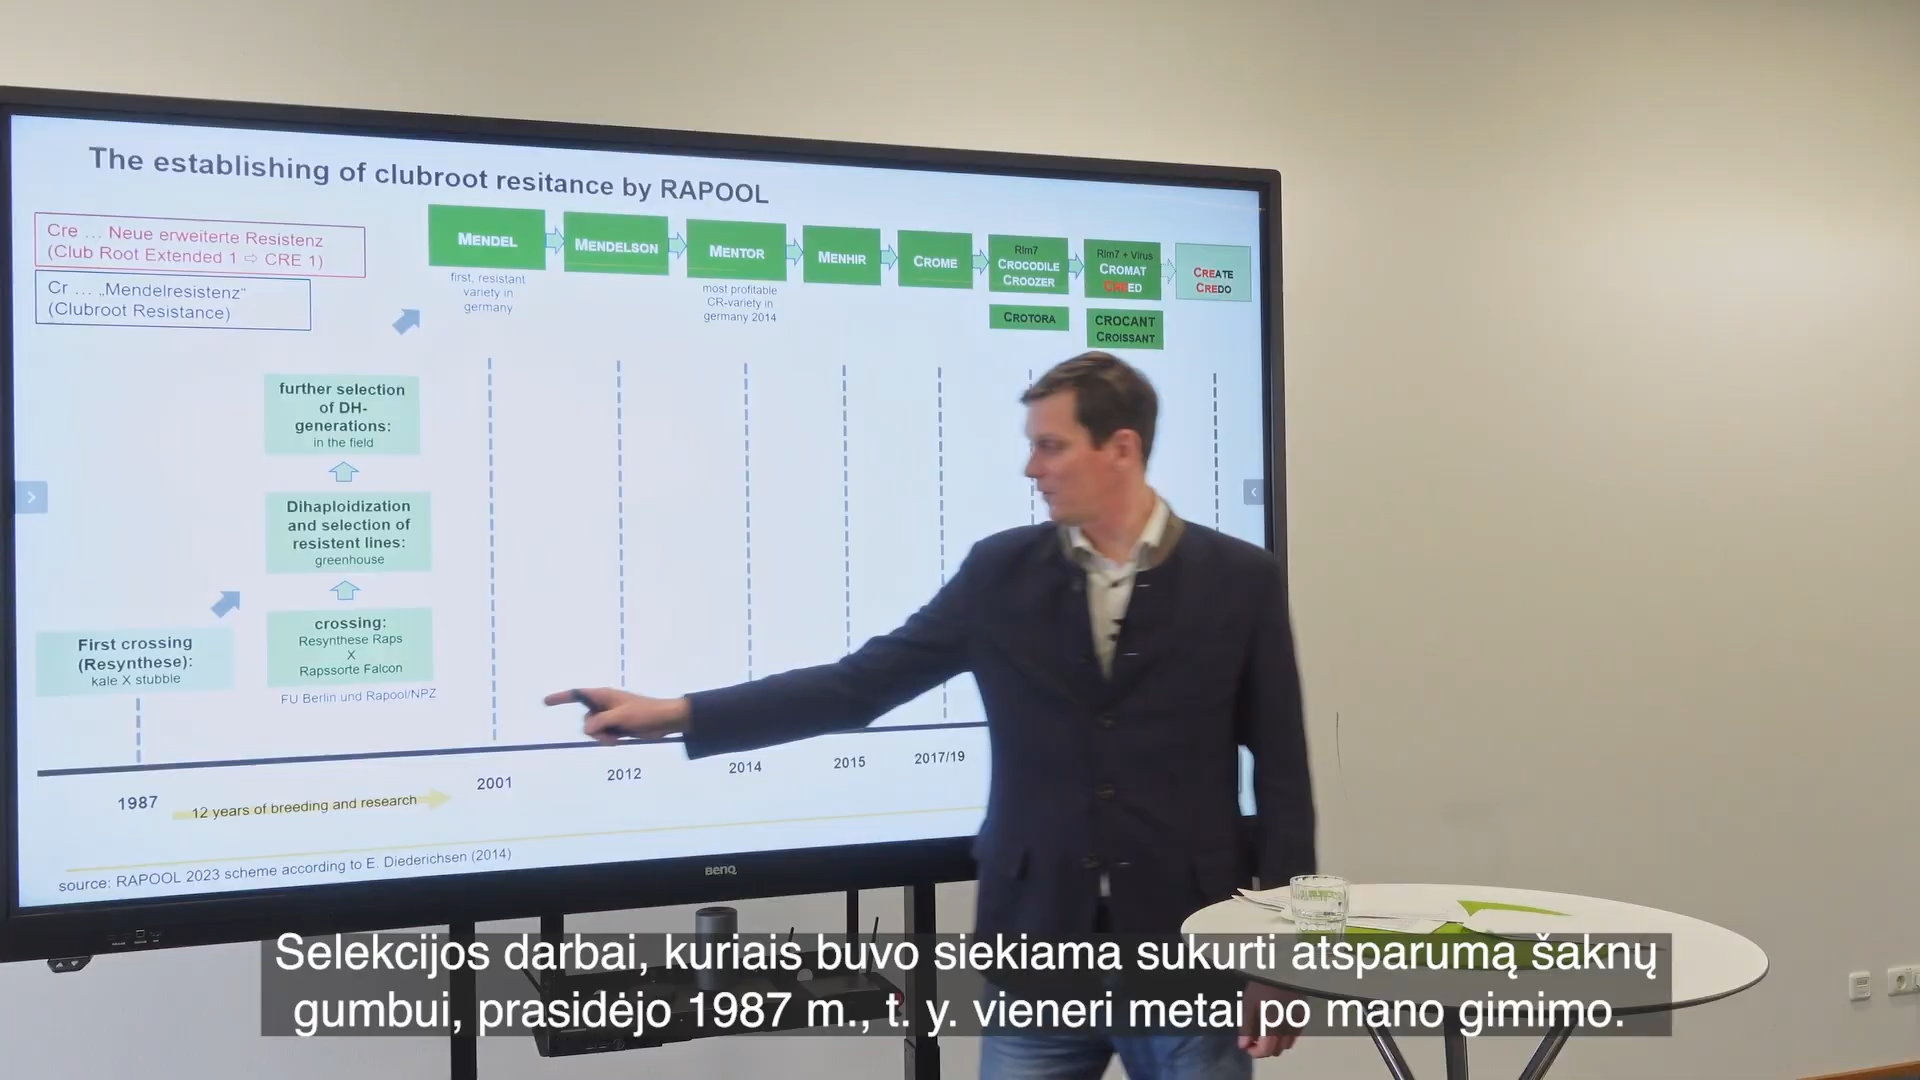 The establishing of clubroot resitance by RAPOOL
Cre … Neue erweiterte Resistenz
(Club Root Extended 1 ⇨ CRE 1)
Cr … „Mendelresistenz“
(Clubroot Resistance)
MENDEL
first, resistant
variety in
germany
MENDELSON
MENTOR
most profitable
CR-variety in
germany 2014
MENHIR
CROME
Rlm7
CROCODILE
CROOZER
CROTORA
Rlm7 + Virus
CROMAT
CREED
CROCANT
CROISSANT
CREATE
CREDO
further selection
of DH-
generations:
in the field
Dihaploidization
and selection of
resistent lines:
greenhouse
First crossing
(Resynthese):
kale X stubble
crossing:
Resynthese Raps
X
Rapssorte Falcon
FU Berlin und Rapool/NPZ
1987
12 years of breeding and research
2001
2012
2014
2015
2017/19
source: RAPOOL 2023 scheme according to E. Diederichsen (2014)
BenQ
Selekcijos darbai, kuriais buvo siekiama sukurti atsparumą šaknų
gumbui, prasidėjo 1987 m., t. y. vieneri metai po mano gimimo.